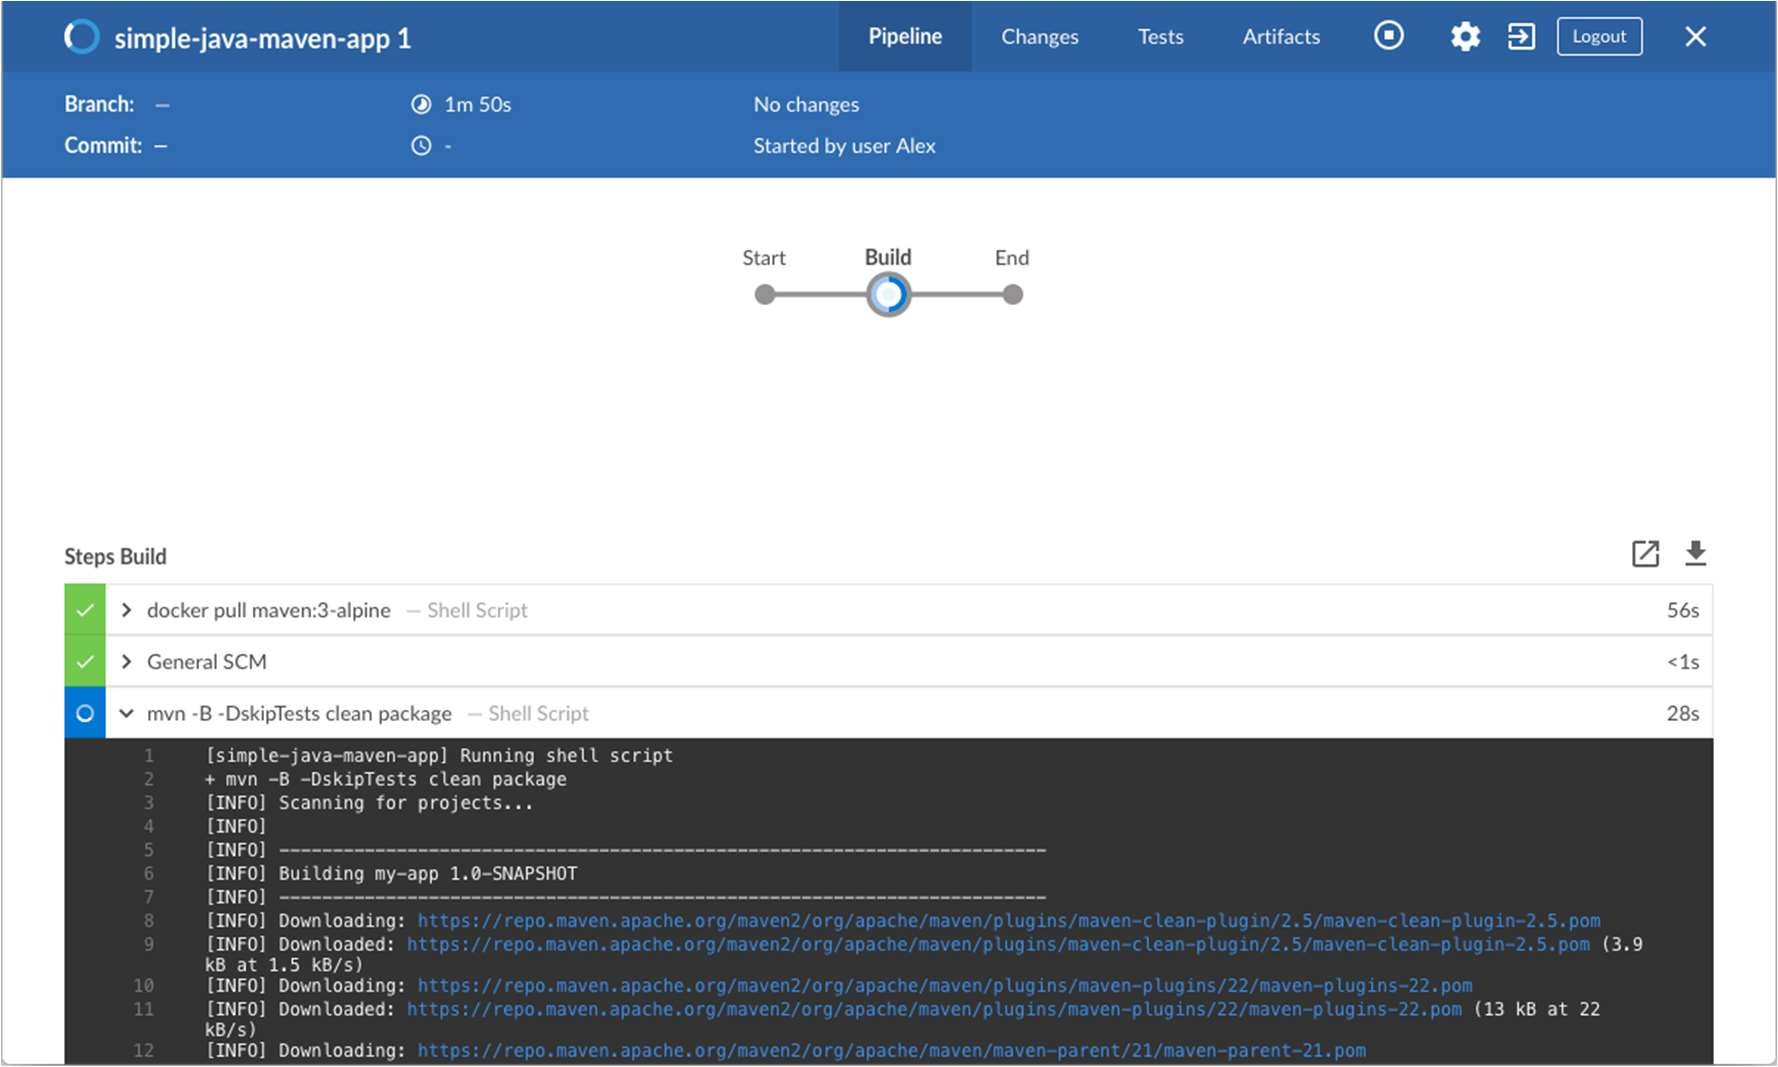 simple-java-maven-app 1
Pipeline
Changes
Tests
Artifacts
Logout
Branch: —
1m 50s
No changes
Commit: —
-
Started by user Alex
Start
Build
End
Steps Build
docker pull maven:3-alpine — Shell Script
56s
General SCM
<1s
mvn -B -DskipTests clean package — Shell Script
28s
1 [simple-java-maven-app] Running shell script
2 + mvn -B -DskipTests clean package
3 [INFO] Scanning for projects...
4 [INFO]
5 [INFO] ------------------------------------------------------------------------
6 [INFO] Building my-app 1.0-SNAPSHOT
7 [INFO] ------------------------------------------------------------------------
8 [INFO] Downloading: https://repo.maven.apache.org/maven2/org/apache/maven/plugins/maven-clean-plugin/2.5/maven-clean-plugin-2.5.pom
9 [INFO] Downloaded: https://repo.maven.apache.org/maven2/org/apache/maven/plugins/maven-clean-plugin/2.5/maven-clean-plugin-2.5.pom (3.9
kB at 1.5 kB/s)
10 [INFO] Downloading: https://repo.maven.apache.org/maven2/org/apache/maven/plugins/maven-plugins/22/maven-plugins-22.pom
11 [INFO] Downloaded: https://repo.maven.apache.org/maven2/org/apache/maven/plugins/maven-plugins/22/maven-plugins-22.pom (13 kB at 22
kB/s)
12 [INFO] Downloading: https://repo.maven.apache.org/maven2/org/apache/maven/maven-parent/21/maven-parent-21.pom